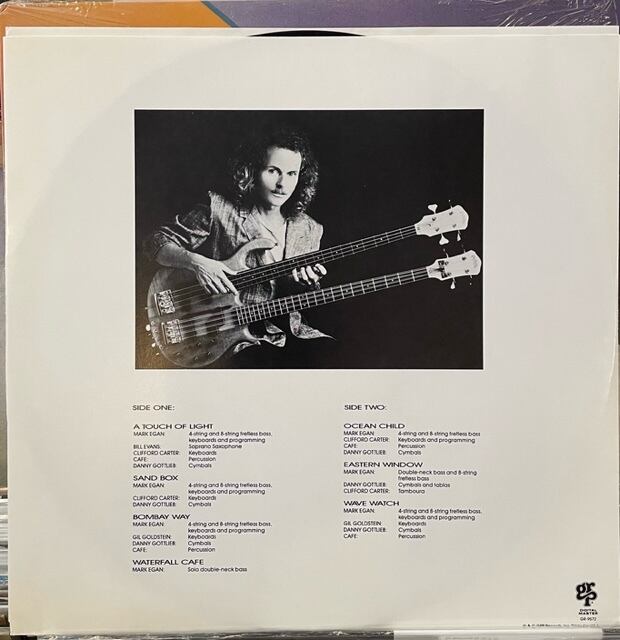 SIDE ONE:
A TOUCH OF LIGHT
MARK EGAN: 4-string and 8-string fretless bass,
keyboards and programming
BILL EVANS: Soprano Saxophone
CLIFFORD CARTER: Keyboards
CAFE: Percussion
DANNY GOTTLIEB: Cymbals
SAND BOX
MARK EGAN: 4-string and 8-string fretless bass,
keyboards and programming
CLIFFORD CARTER: Keyboards
DANNY GOTTLIEB: Cymbals
BOMBAY WAY
MARK EGAN: 4-string and 8-string fretless bass,
keyboards and programming
GIL GOLDSTEIN: Keyboards
DANNY GOTTLIEB: Cymbals
CAFE: Percussion
WATERFALL CAFE
MARK EGAN: Solo double-neck bass
SIDE TWO:
OCEAN CHILD
MARK EGAN: 4-string and 8-string fretless bass
CLIFFORD CARTER: Keyboards and programming
CAFE: Percussion
DANNY GOTTLIEB: Cymbals
EASTERN WINDOW
MARK EGAN: Double-neck bass and 8-string
fretless bass
DANNY GOTTLIEB: Cymbals and tablas
CLIFFORD CARTER: Tamboura
WAVE WATCH
MARK EGAN: 4-string and 8-string fretless bass,
keyboards and programming
GIL GOLDSTEIN: Keyboards
DANNY GOTTLIEB: Cymbals
CAFE: Percussion
grp
DIGITAL
MASTER
GR-9572